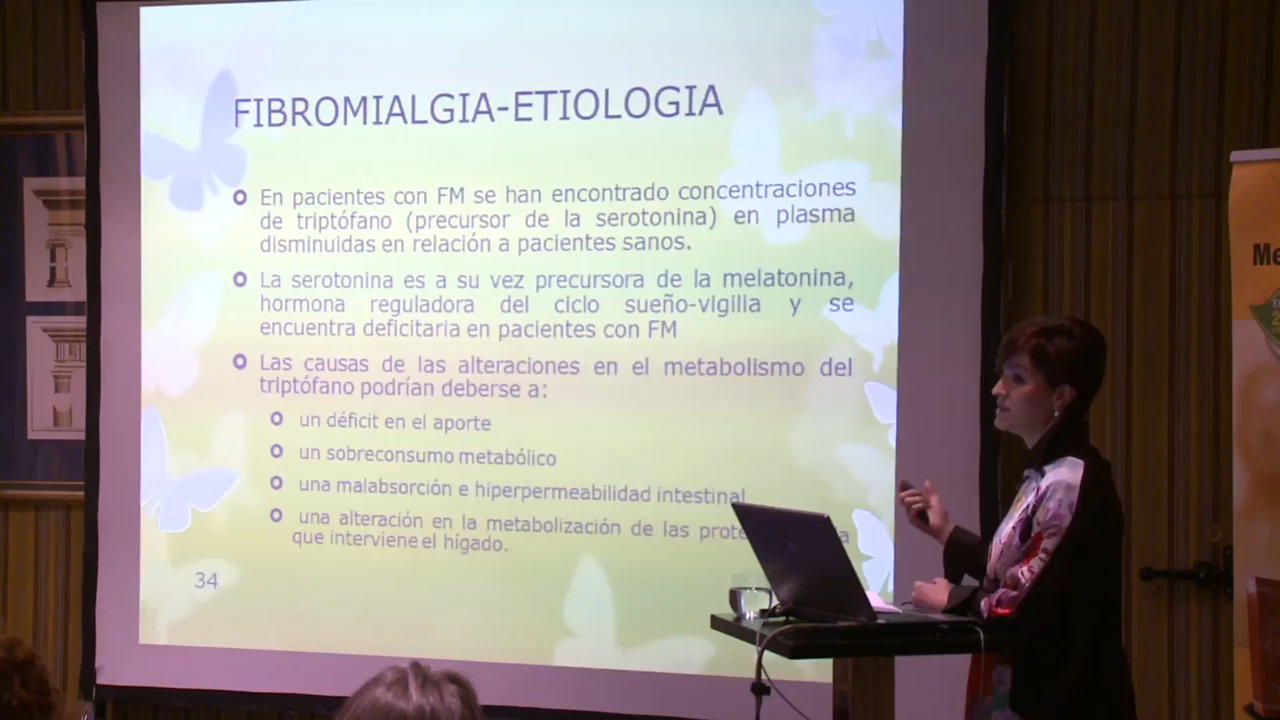 FIBROMIALGIA-ETIOLOGIA
En pacientes con FM se han encontrado concentraciones
de triptófano (precursor de la serotonina) en plasma
disminuidas en relación a pacientes sanos.
La serotonina es a su vez precursora de la melatonina,
hormona reguladora del ciclo sueño-vigilia y se
encuentra deficitaria en pacientes con FM
Las causas de las alteraciones en el metabolismo del
triptófano podrían deberse a:
un déficit en el aporte
un sobreconsumo metabólico
una malabsorción e hiperpermeabilidad intestinal
una alteración en la metabolización de las prote a
que interviene el hígado.
34
Me